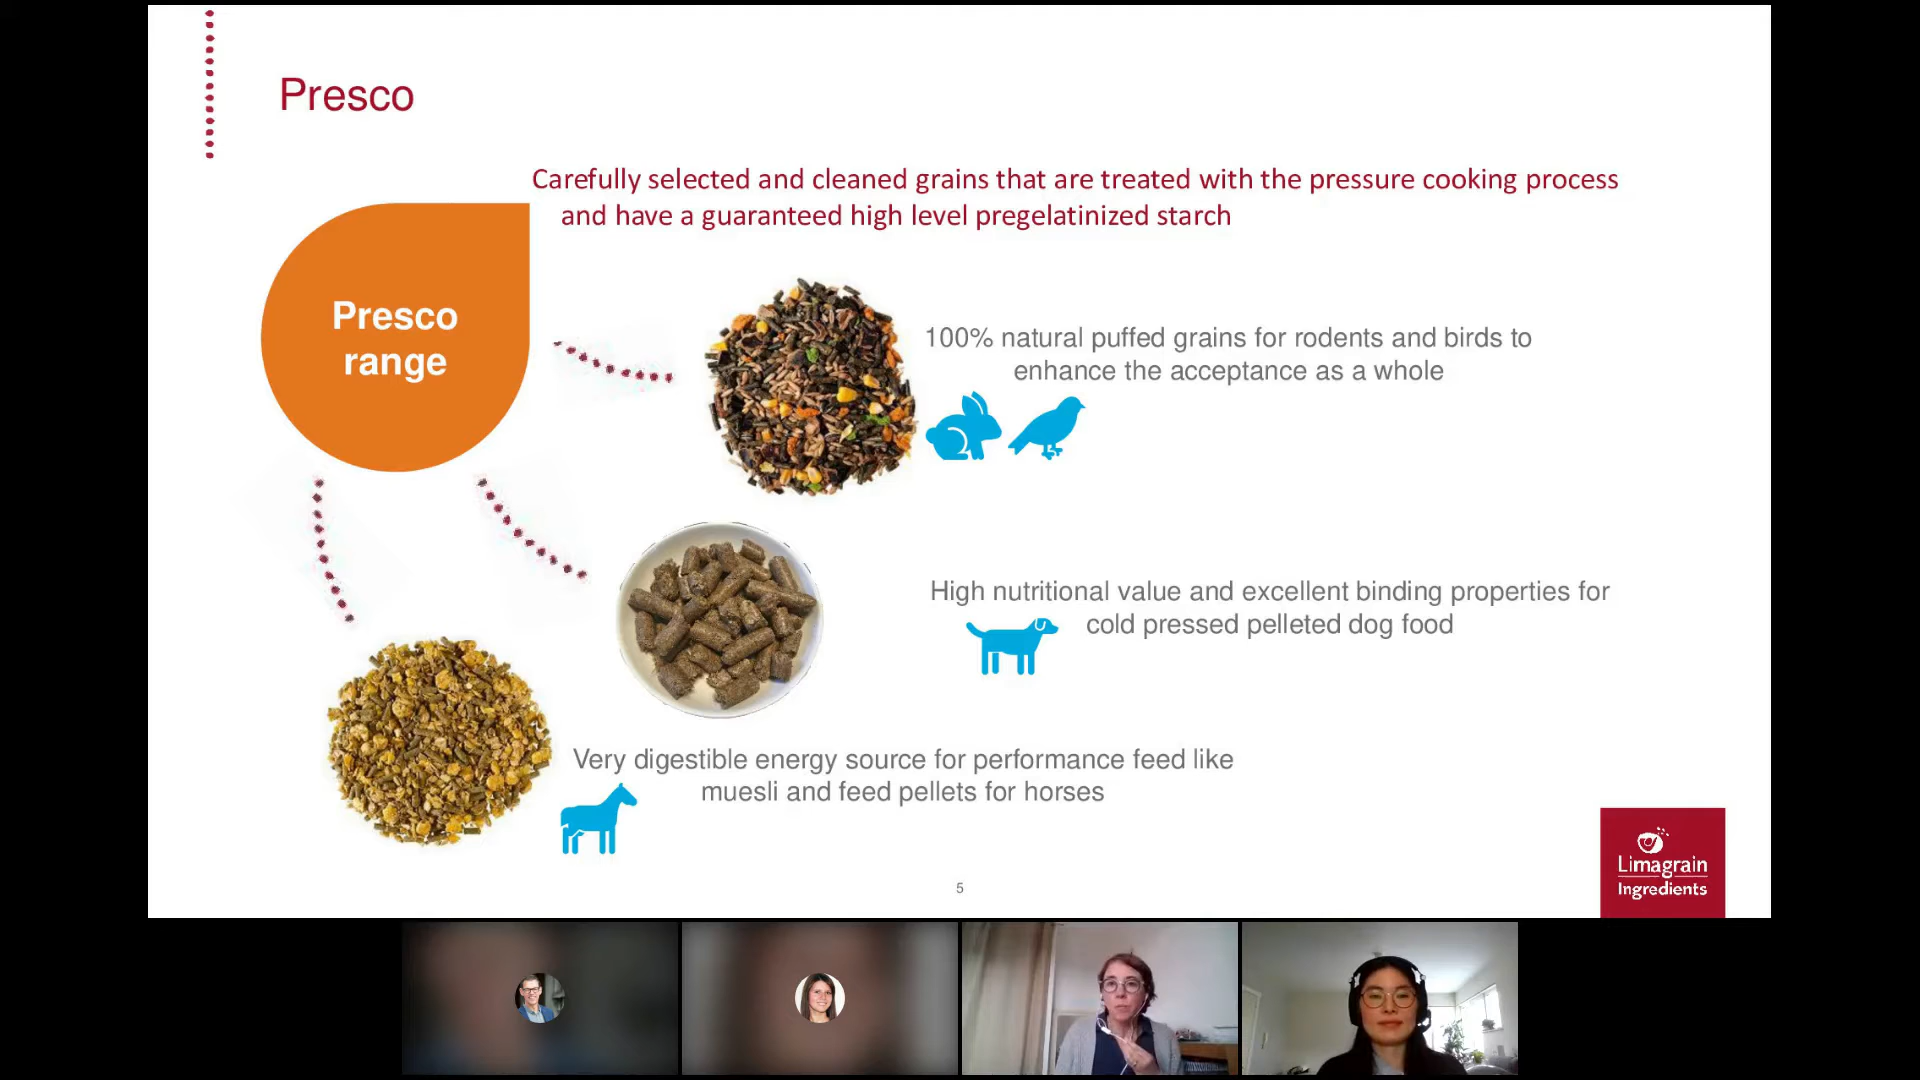 Presco
Carefully selected and cleaned grains that are treated with the pressure cooking process
and have a guaranteed high level pregelatinized starch
Presco
range
100% natural puffed grains for rodents and birds to
enhance the acceptance as a whole
High nutritional value and excellent binding properties for
cold pressed pelleted dog food
Very digestible energy source for performance feed like
muesli and feed pellets for horses
5
Limagrain
Ingredients